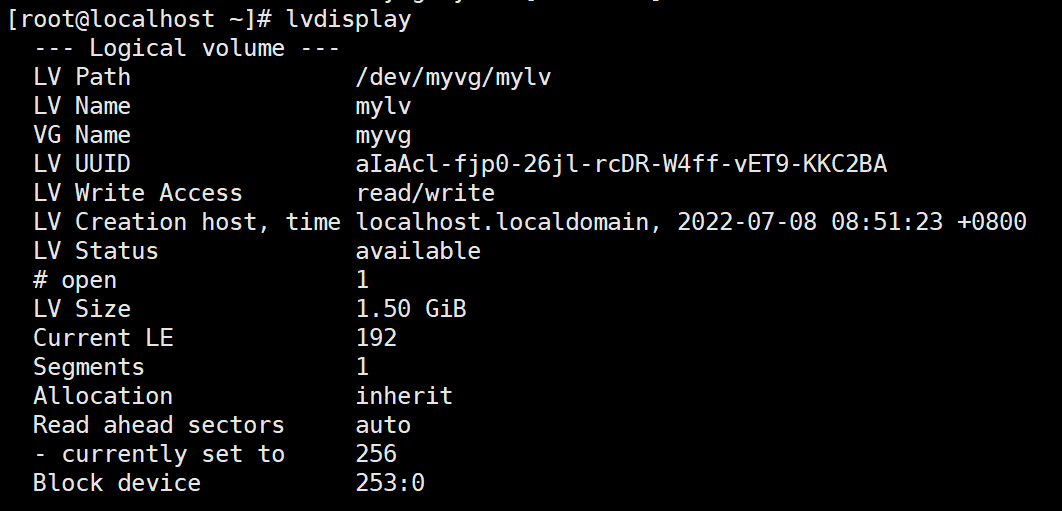 [root@localhost ~]# lvdisplay
--- Logical volume ---
LV Path /dev/myvg/mylv
LV Name mylv
VG Name myvg
LV UUID aIaAcl-fjp0-26jl-rcDR-W4ff-vET9-KKC2BA
LV Write Access read/write
LV Creation host, time localhost.localdomain, 2022-07-08 08:51:23 +0800
LV Status available
# open 1
LV Size 1.50 GiB
Current LE 192
Segments 1
Allocation inherit
Read ahead sectors auto
- currently set to 256
Block device 253:0